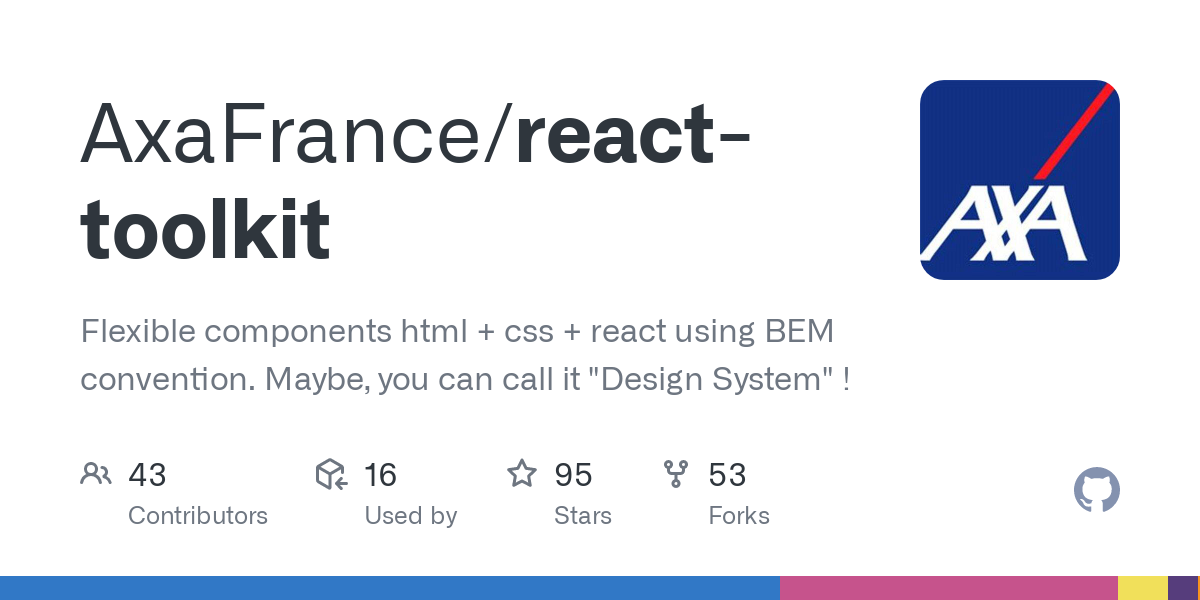 AxaFrance/react-
toolkit
AXA
Flexible components html + css + react using BEM
convention. Maybe, you can call it "Design System" !
43
Contributors
16
Used by
95
Stars
53
Forks